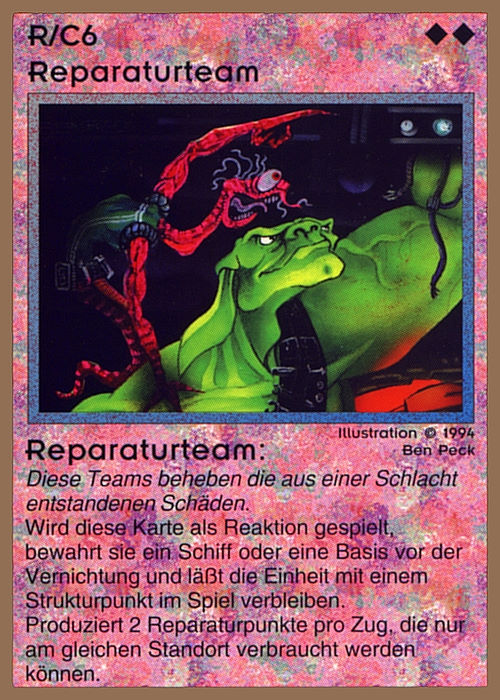 R/C6
Reparaturteam
Illustration © 1994
Ben Peck
Reparaturteam:
Diese Teams beheben die aus einer Schlacht
entstandenen Schäden.
Wird diese Karte als Reaktion gespielt,
bewahrt sie ein Schiff oder eine Basis vor der
Vernichtung und läßt die Einheit mit einem
Strukturpunkt im Spiel verbleiben.
Produziert 2 Reparaturpunkte pro Zug, die nur
am gleichen Standort verbraucht werden
können.